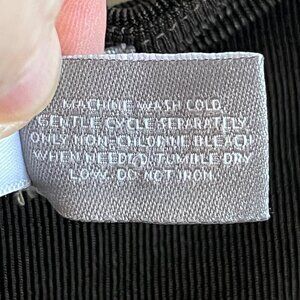 MACHINE WASH COLD,
GENTLE CYCLE SEPARATELY.
ONLY NON-CHLORINE BLEACH
WHEN NEEDED. TUMBLE DRY
LOW. DO NOT IRON.